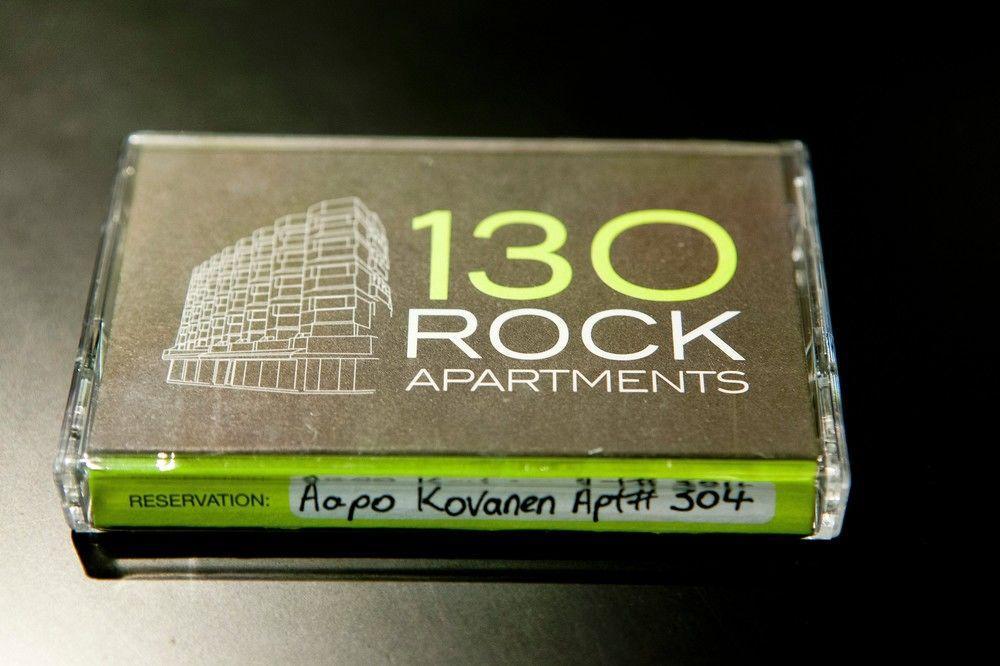 130
ROCK
APARTMENTS
RESERVATION: Aapo Kovanen Apt# 304